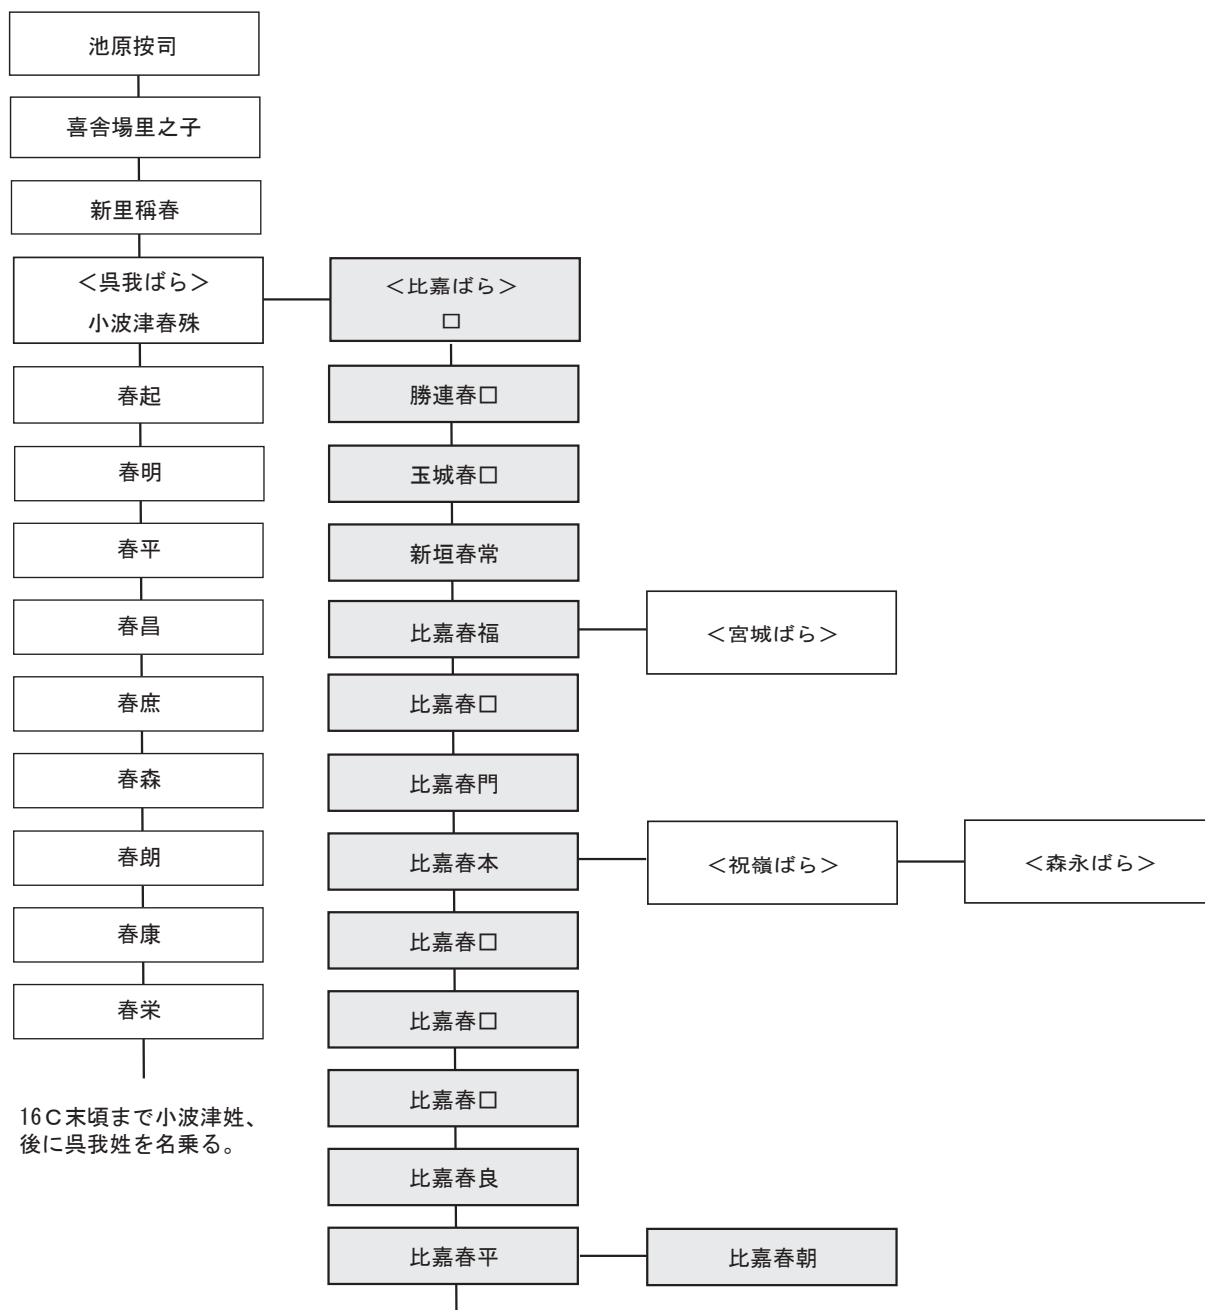 池原按司
喜舎場里之子
新里稱春
＜呉我ばら＞
小波津春殊
春起
春明
春平
春昌
春庶
春森
春朗
春康
春栄
16C末頃まで小波津姓、
後に呉我姓を名乗る。
＜比嘉ばら＞
□
勝連春□
玉城春□
新垣春常
比嘉春福
＜宮城ばら＞
比嘉春□
比嘉春門
比嘉春本
＜祝嶺ばら＞
＜森永ばら＞
比嘉春□
比嘉春□
比嘉春□
比嘉春良
比嘉春平
比嘉春朝